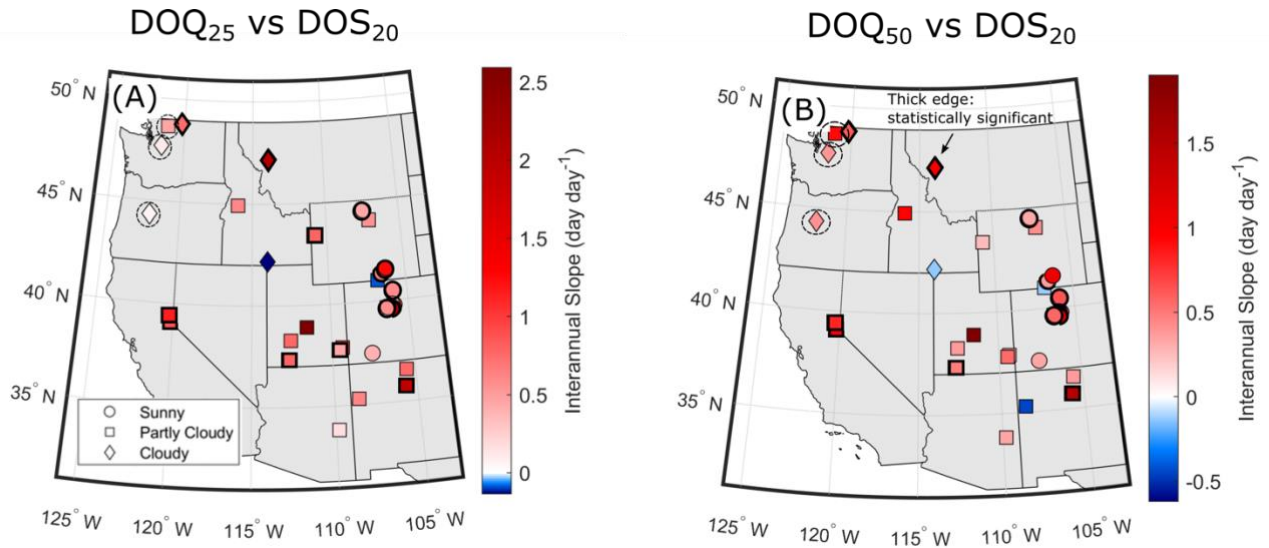 DOQ₂₅ vs DOS₂₀
(A)
50° N
45° N
40° N
35° N
125° W
120° W
115° W
110° W
105° W
Sunny
Partly Cloudy
Cloudy
2.5
2
1.5
1
0.5
0
Interannual Slope (day day⁻¹)
DOQ₅₀ vs DOS₂₀
(B)
Thick edge:
statistically significant
50° N
45° N
40° N
35° N
125° W
120° W
115° W
110° W
105° W
1.5
1
0.5
0
-0.5
Interannual Slope (day day⁻¹)